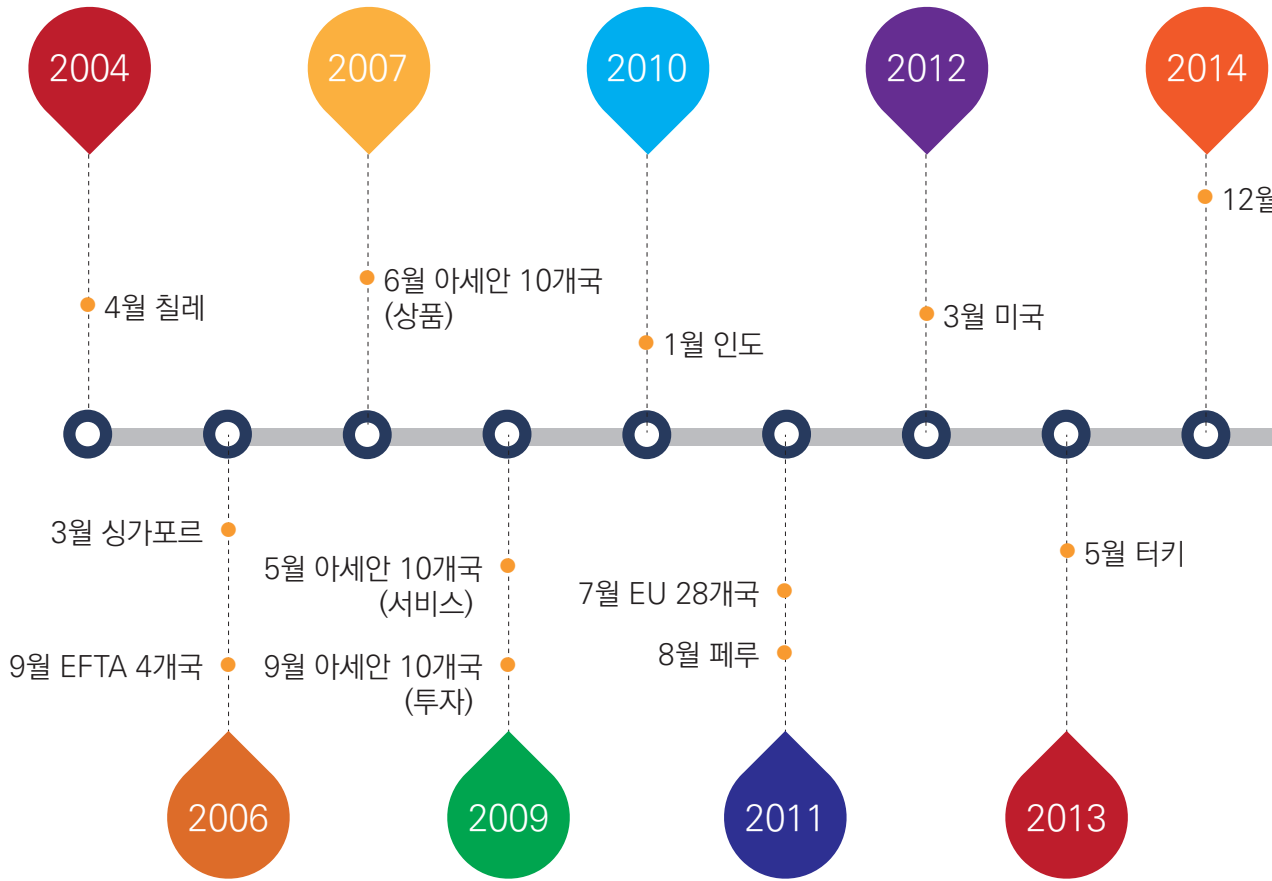 2004
2007
2010
2012
2014
12월
4월 칠레
6월 아세안 10개국
(상품)
1월 인도
3월 미국
3월 싱가포르
9월 EFTA 4개국
5월 아세안 10개국
(서비스)
9월 아세안 10개국
(투자)
7월 EU 28개국
8월 페루
5월 터키
2006
2009
2011
2013